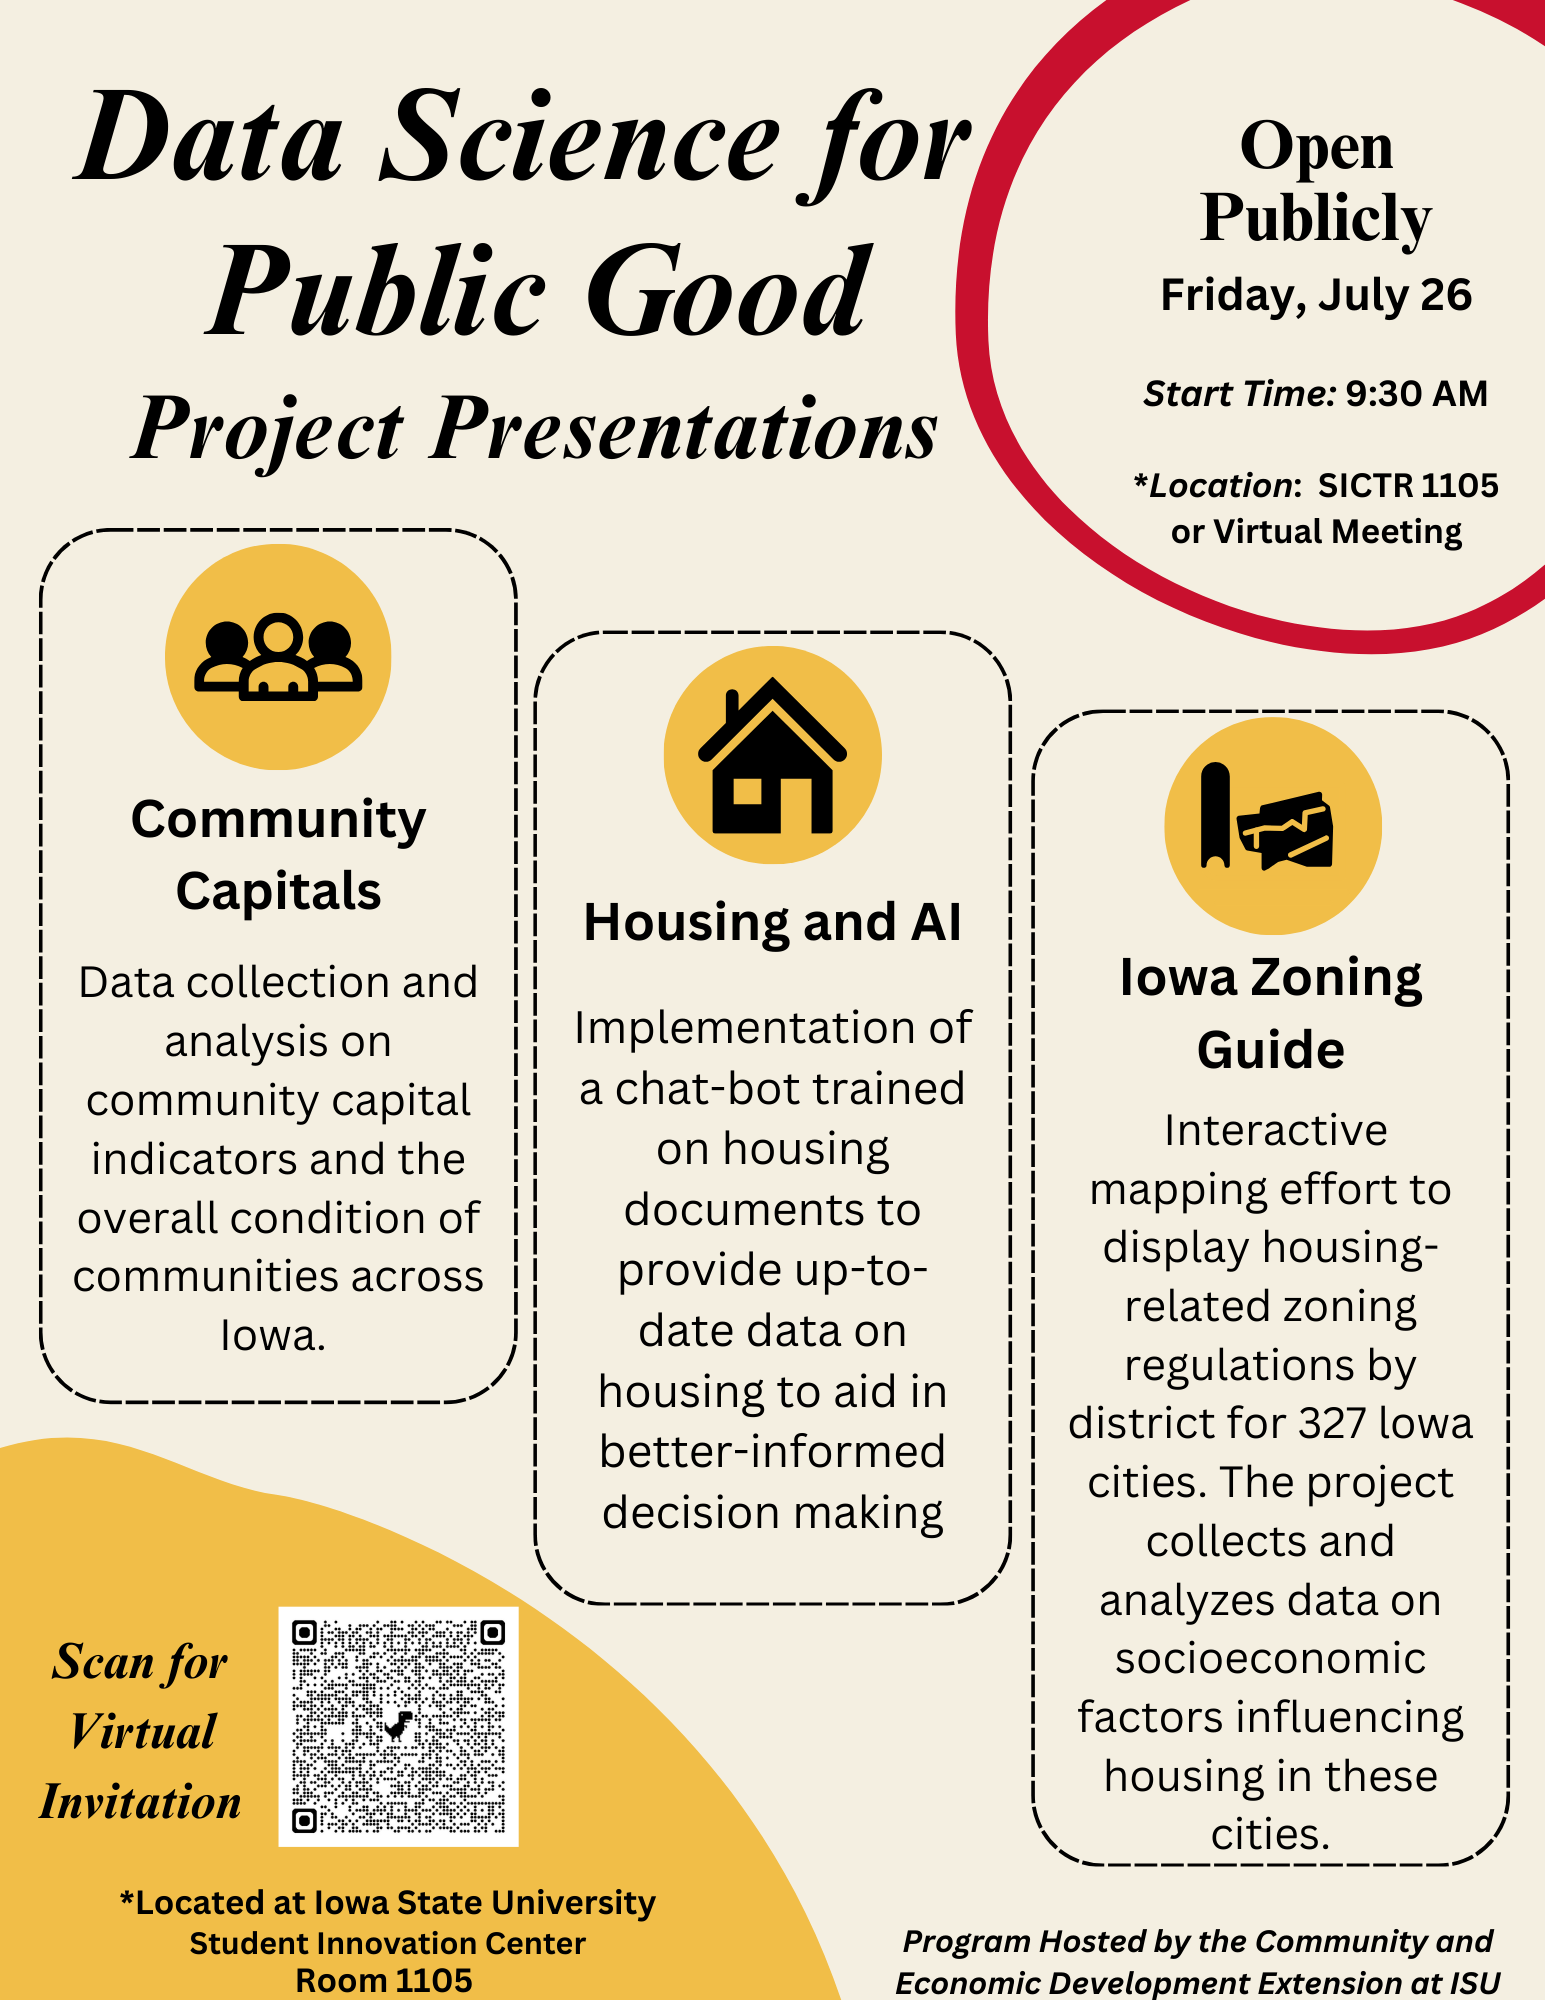 Data Science for
Public Good
Project Presentations
Open
Publicly
Friday, July 26
Start Time: 9:30 AM
*Location:  SICTR 1105
or Virtual Meeting
Community
Capitals
Data collection and
analysis on
community capital
indicators and the
overall condition of
communities across
Iowa.
Housing and AI
Implementation of
a chat-bot trained
on housing
documents to
provide up-to-
date data on
housing to aid in
better-informed
decision making
Iowa Zoning
Guide
Interactive
mapping effort to
display housing-
related zoning
regulations by
district for 327 lowa
cities. The project
collects and
analyzes data on
socioeconomic
factors influencing
housing in these
cities.
Scan for
Virtual
Invitation
*Located at Iowa State University
Student Innovation Center
Room 1105
Program Hosted by the Community and
Economic Development Extension at ISU